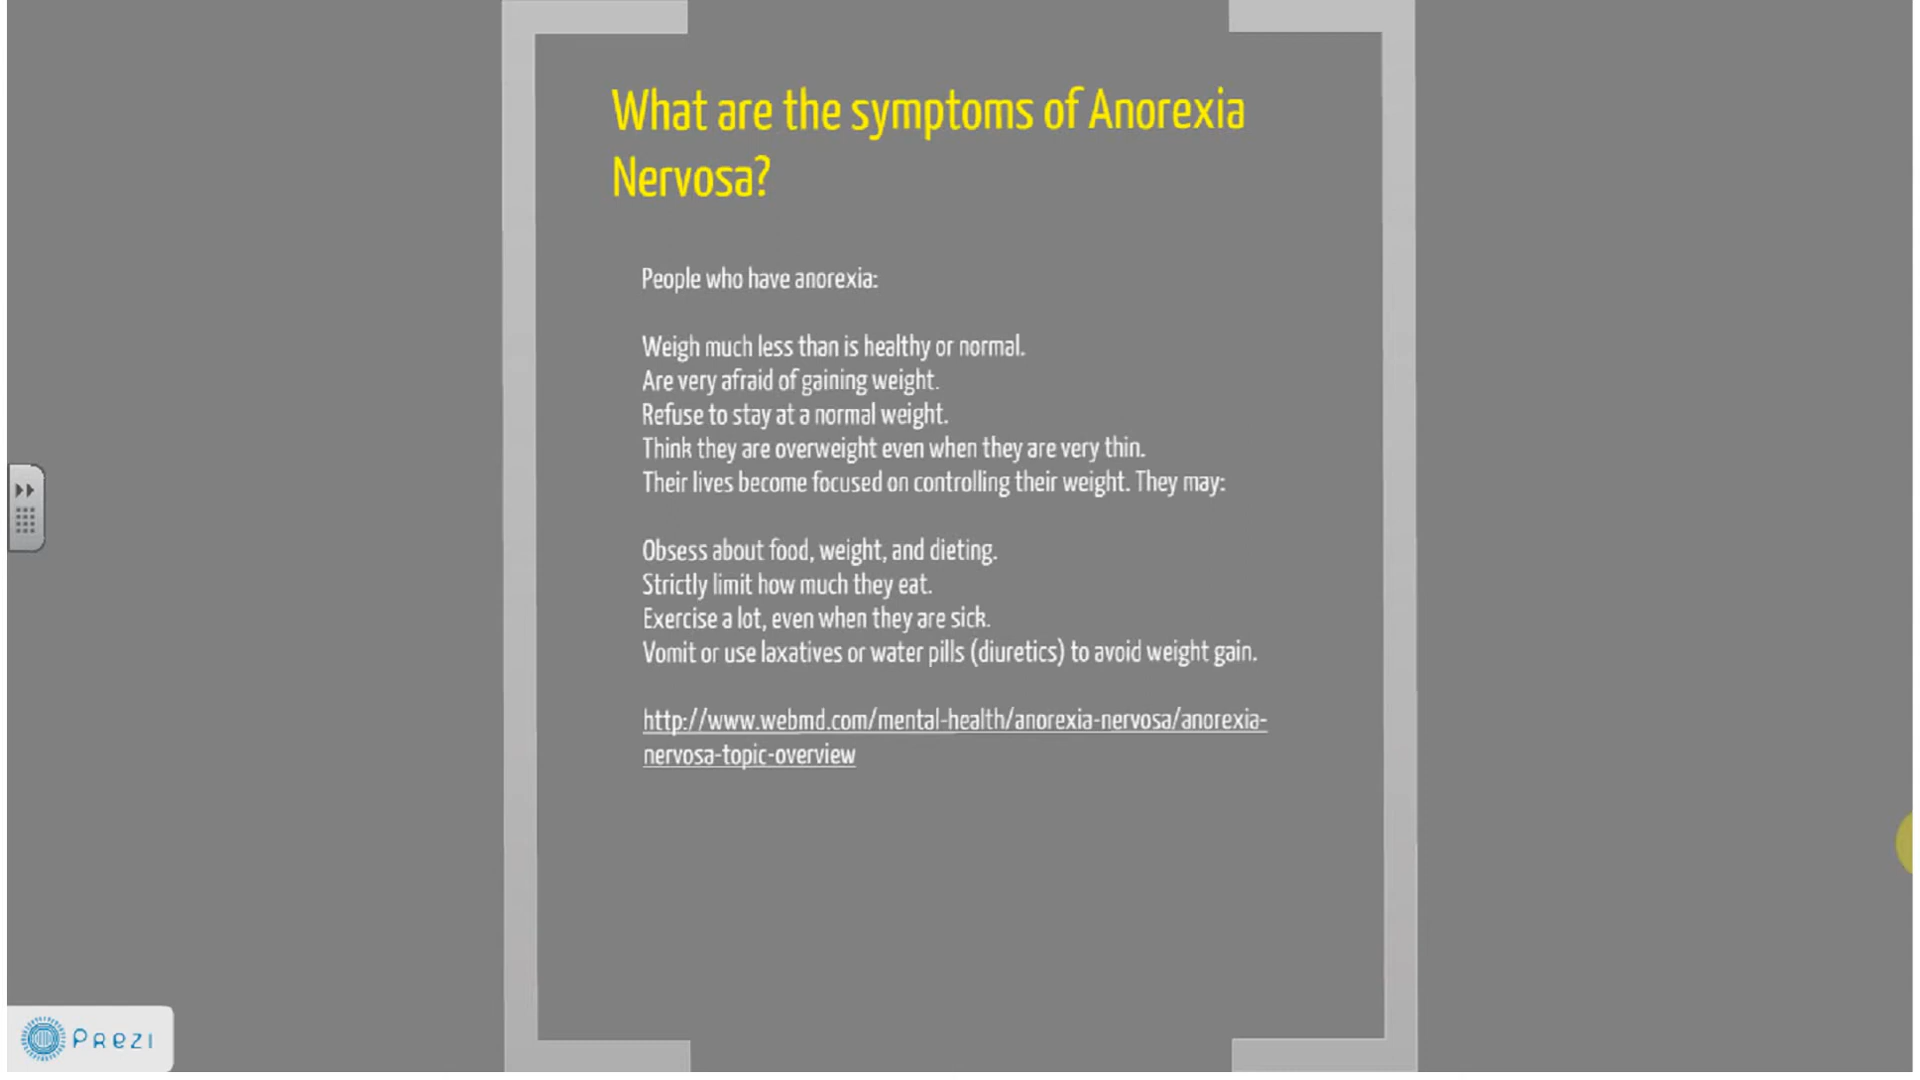 What are the symptoms of Anorexia
Nervosa?
People who have anorexia:
Weigh much less than is healthy or normal.
Are very afraid of gaining weight.
Refuse to stay at a normal weight.
Think they are overweight even when they are very thin.
Their lives become focused on controlling their weight. They may:
Obsess about food, weight, and dieting.
Strictly limit how much they eat.
Exercise a lot, even when they are sick.
Vomit or use laxatives or water pills (diuretics) to avoid weight gain.
http://www.webmd.com/mental-health/anorexia-nervosa/anorexia-
nervosa-topic-overview
Prezi